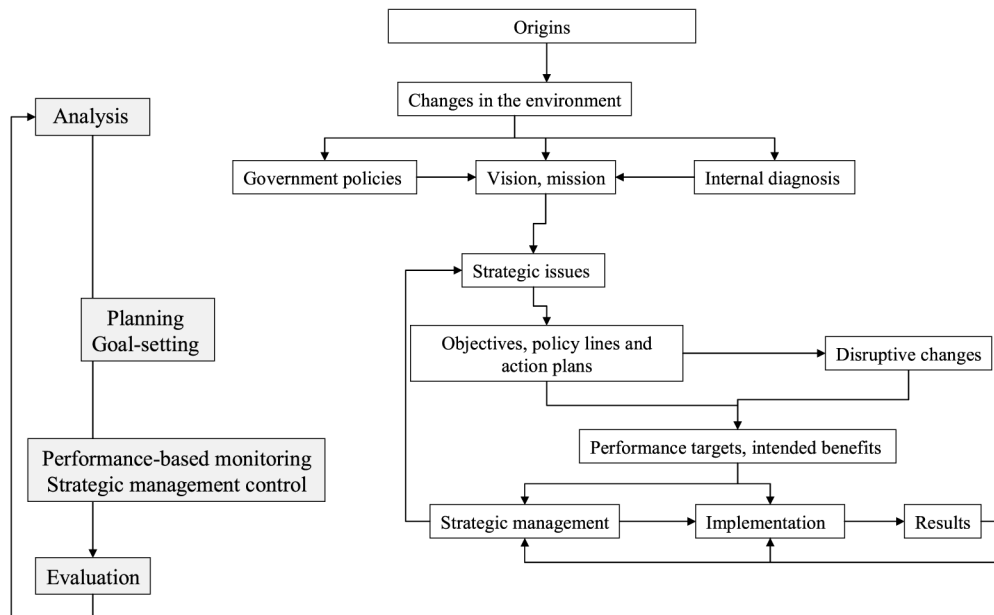 Origins
Changes in the environment
Analysis
Government policies
Vision, mission
Internal diagnosis
Strategic issues
Planning
Goal-setting
Objectives, policy lines and
action plans
Disruptive changes
Performance-based monitoring
Strategic management control
Performance targets, intended benefits
Strategic management
Implementation
Results
Evaluation